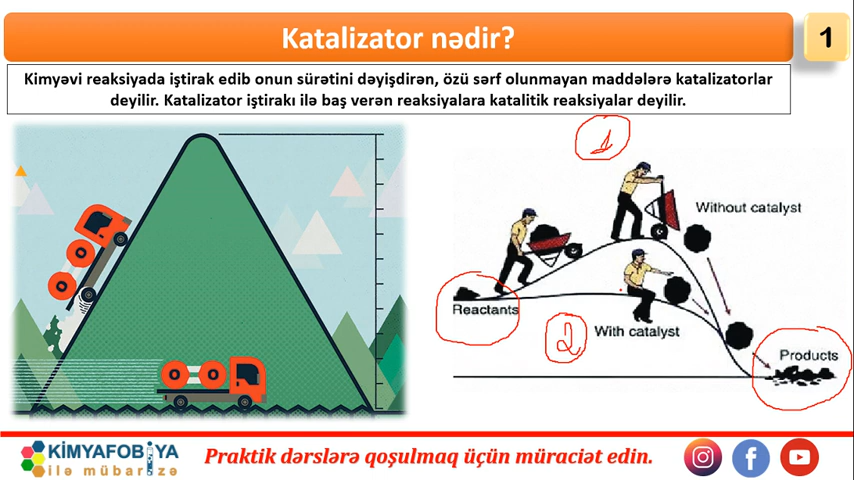 Katalizator nədir?
1
Kimyəvi reaksiyada iştirak edib onun sürətini dəyişdirən, özü sərf olunmayan maddələrə katalizatorlar
deyilir. Katalizator iştirakı ilə baş verən reaksiyalara katalitik reaksiyalar deyilir.
1
Without catalyst
Reactants
2
With catalyst
Products
KİMYAFOBİYA
ilə mübarizə
Praktik dərslərə qoşulmaq üçün müraciət edin.